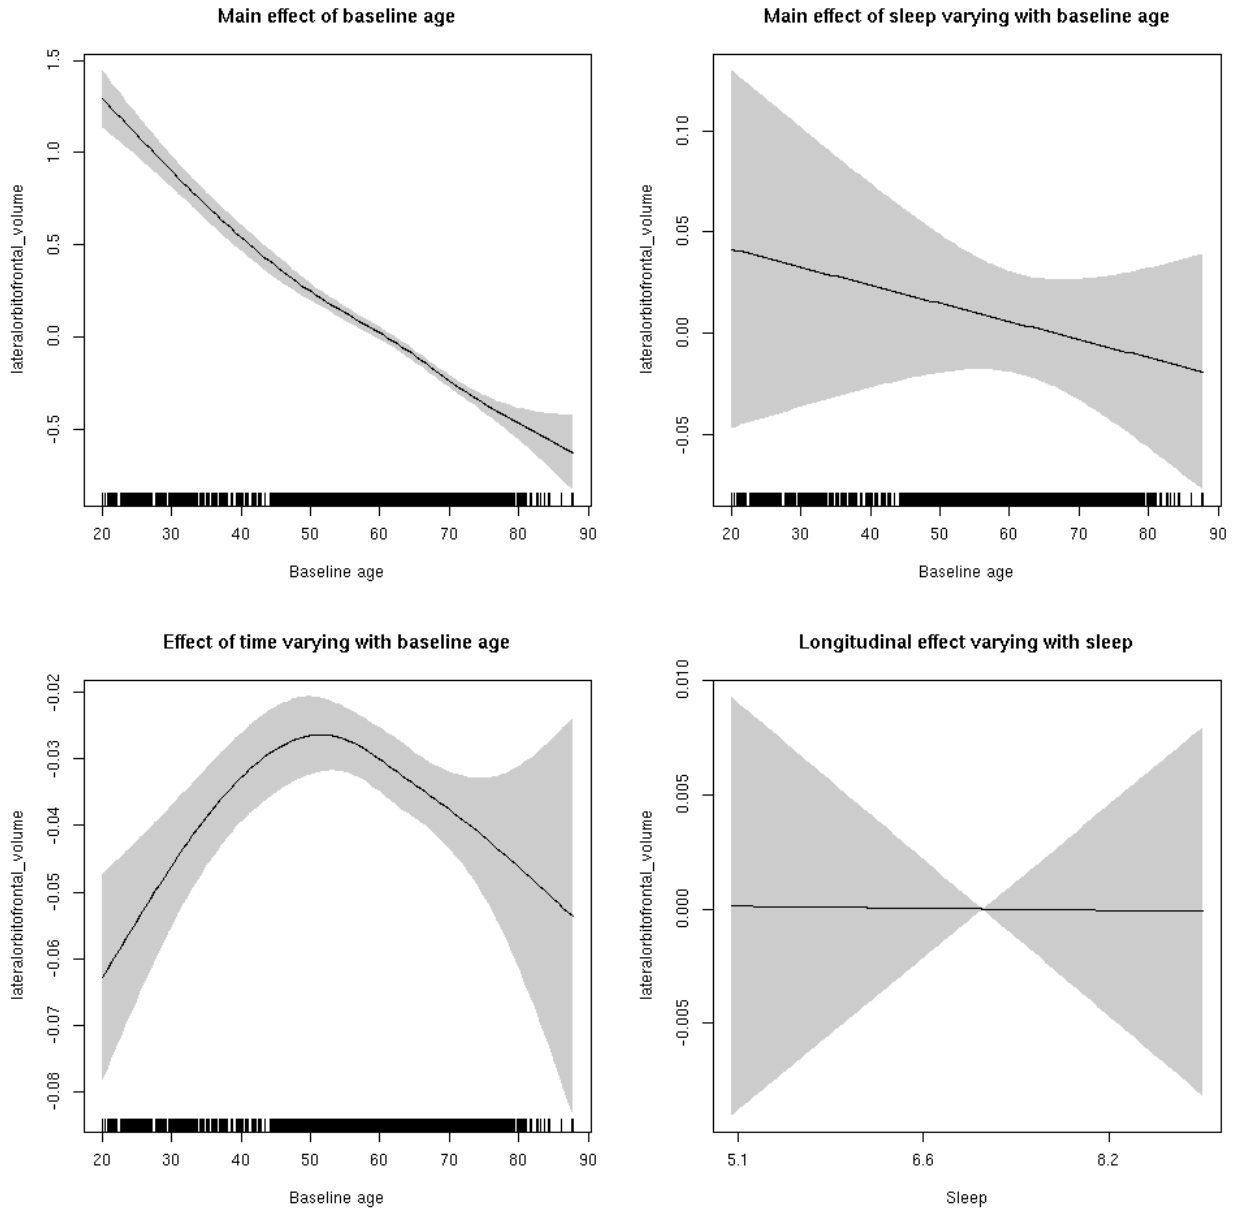 Main effect of baseline age
lateralorbitofrontal_volume
1.5
1.0
0.5
0.0
-0.5
20 30 40 50 60 70 80 90
Baseline age
Main effect of sleep varying with baseline age
lateralorbitofrontal_volume
0.10
0.05
0.00
-0.05
20 30 40 50 60 70 80 90
Baseline age
Effect of time varying with baseline age
lateralorbitofrontal_volume
-0.02
-0.03
-0.04
-0.05
-0.06
-0.07
-0.08
20 30 40 50 60 70 80 90
Baseline age
Longitudinal effect varying with sleep
lateralorbitofrontal_volume
0.010
0.005
0.000
-0.005
5.1 6.6 8.2
Sleep